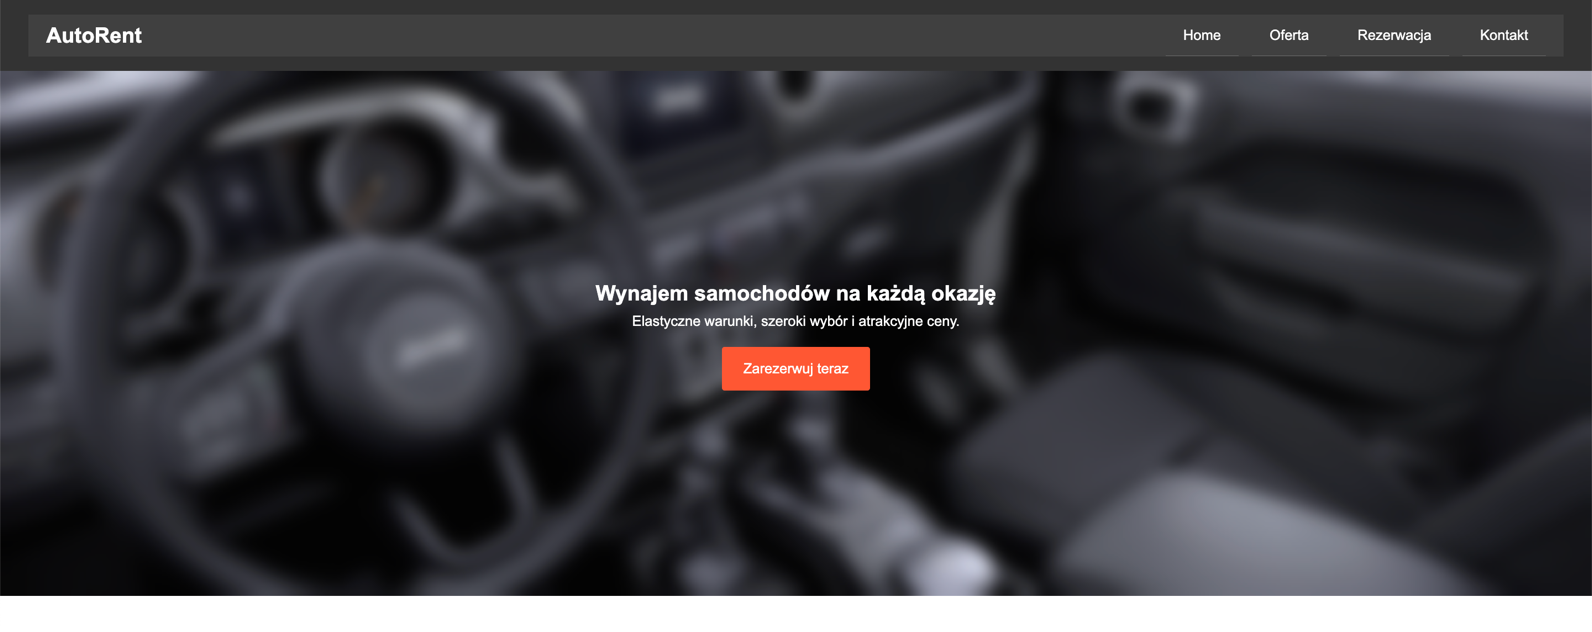 AutoRent
Home
Oferta
Rezerwacja
Kontakt
Wynajem samochodów na każdą okazję
Elastyczne warunki, szeroki wybór i atrakcyjne ceny.
Zarezerwuj teraz